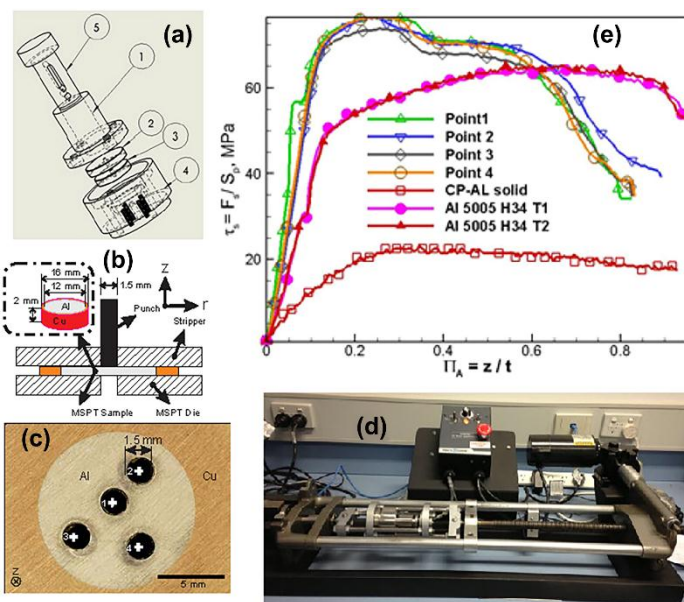 (a)
5
1
2
3
4
(b)
16 mm
12 mm
2 mm
Al
Cu
1.5 mm
Z
r
Punch
Stripper
MSPT Sample
MSPT Die
(c)
1.5 mm
Al
Cu
2
1
3
4
Z
5 mm
(e)
τs = Fs / Sp, MPa
60
40
20
0
0
0.2
0.4
0.6
0.8
ΠA = z / t
Point1
Point 2
Point 3
Point 4
CP-AL solid
Al 5005 H34 T1
Al 5005 H34 T2
(d)